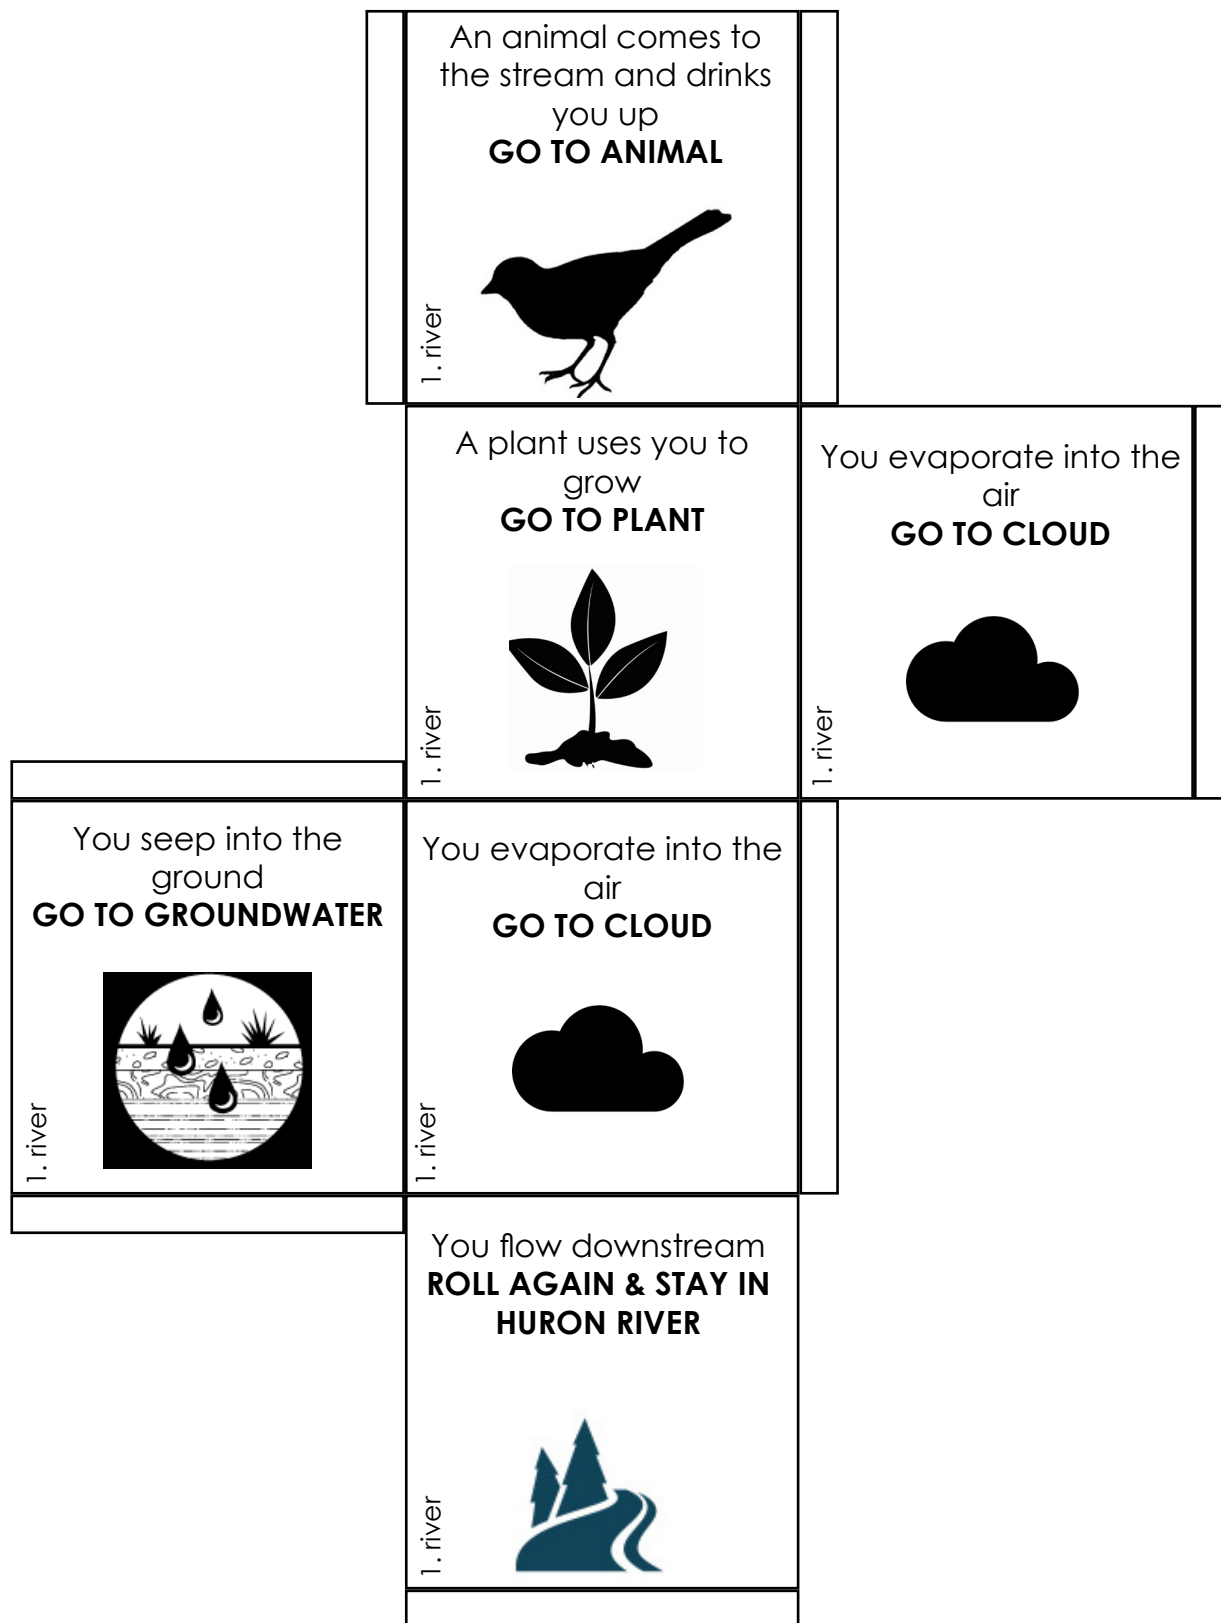 An animal comes to
the stream and drinks
you up
GO TO ANIMAL
1. river
A plant uses you to
grow
GO TO PLANT
1. river
You evaporate into the
air
GO TO CLOUD
1. river
You seep into the
ground
GO TO GROUNDWATER
1. river
You evaporate into the
air
GO TO CLOUD
1. river
You flow downstream
ROLL AGAIN & STAY IN
HURON RIVER
1. river